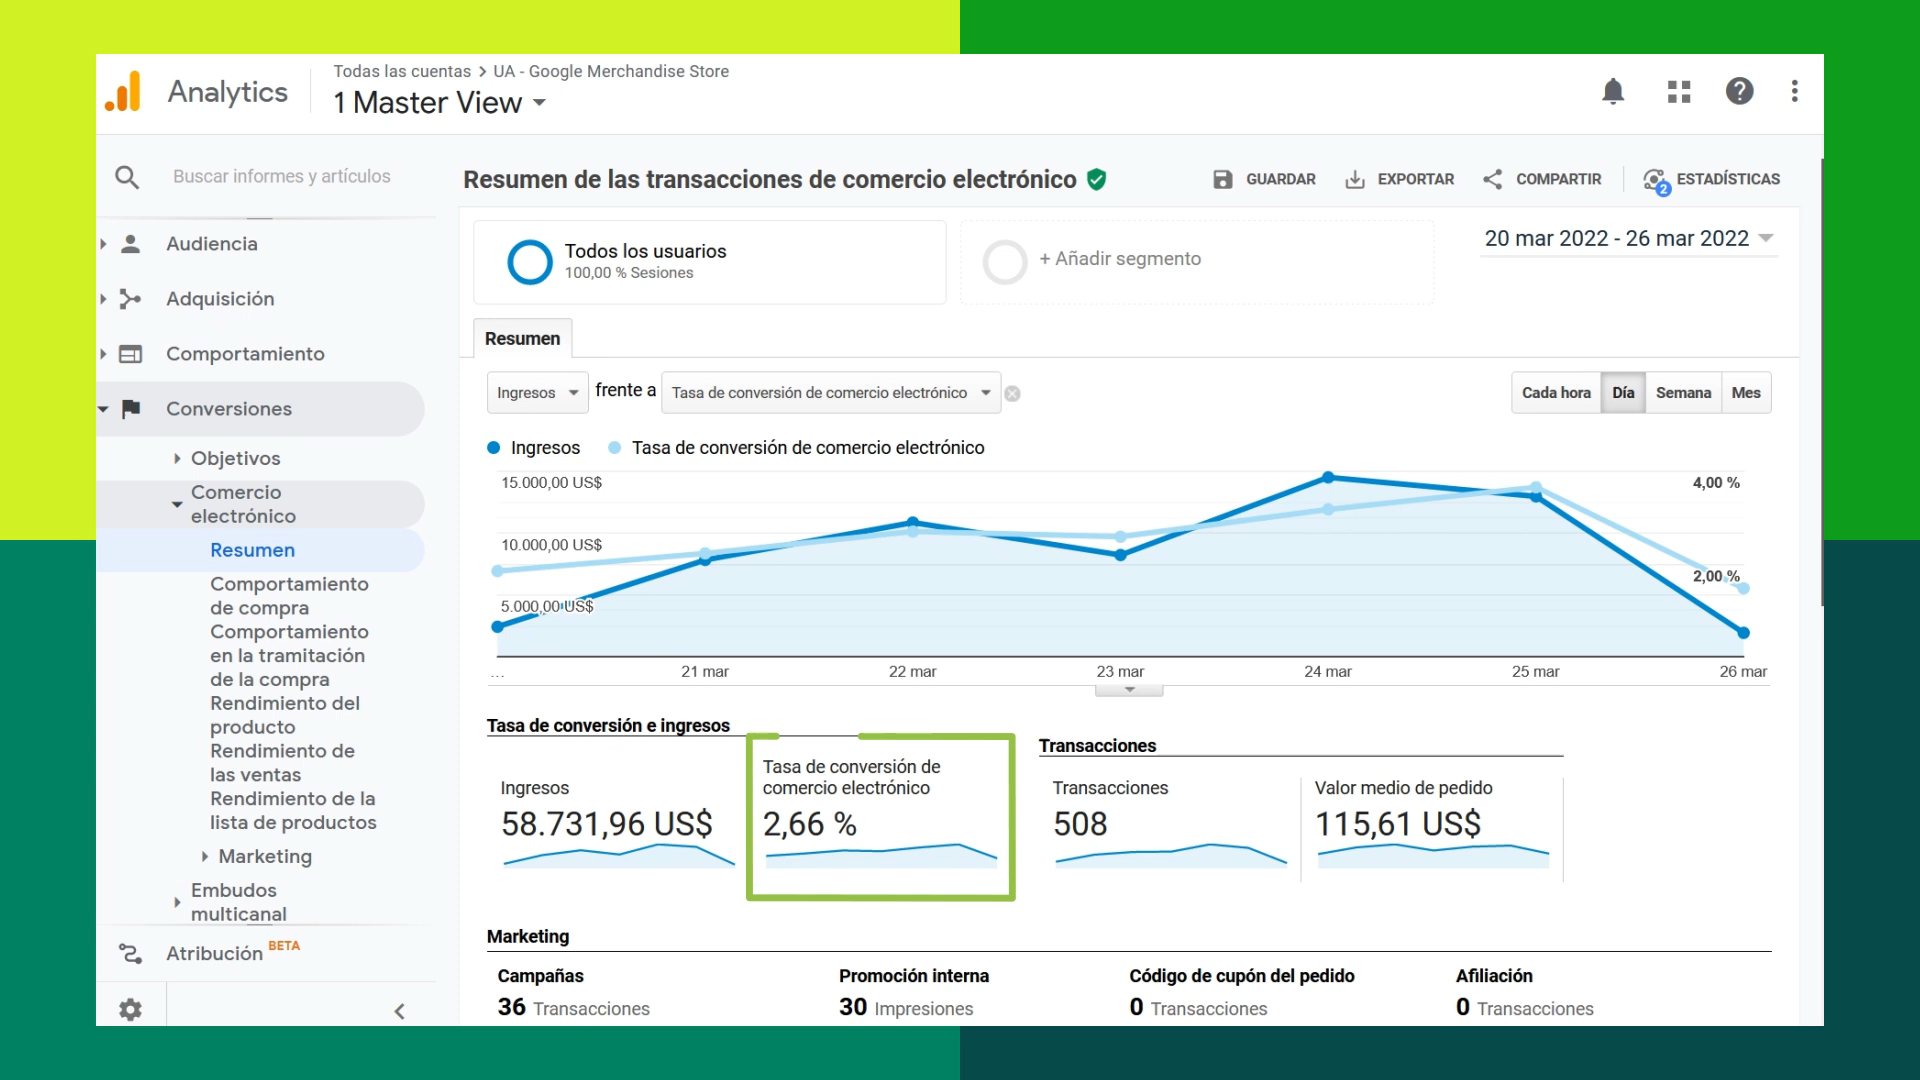 Analytics
Todas las cuentas > UA - Google Merchandise Store
1 Master View
Buscar informes y artículos
Audiencia
Adquisición
Comportamiento
Conversiones
Objetivos
Comercio
electrónico
Resumen
Comportamiento
de compra
Comportamiento
en la tramitación
de la compra
Rendimiento del
producto
Rendimiento de
las ventas
Rendimiento de la
lista de productos
Marketing
Embudos
multicanal
Atribución BETA
Resumen de las transacciones de comercio electrónico
GUARDAR
EXPORTAR
COMPARTIR
2
ESTADÍSTICAS
Todos los usuarios
100,00 % Sesiones
+ Añadir segmento
20 mar 2022 - 26 mar 2022
Resumen
Ingresos frente a Tasa de conversión de comercio electrónico
Cada hora Día Semana Mes
Ingresos Tasa de conversión de comercio electrónico
15.000,00 US$
10.000,00 US$
5.000,00 US$
4,00 %
2,00 %
... 21 mar 22 mar 23 mar 24 mar 25 mar 26 mar
Tasa de conversión e ingresos
Ingresos
58.731,96 US$
Tasa de conversión de
comercio electrónico
2,66 %
Transacciones
Transacciones
508
Valor medio de pedido
115,61 US$
Marketing
Campañas
36 Transacciones
Promoción interna
30 Impresiones
Código de cupón del pedido
0 Transacciones
Afiliación
0 Transacciones